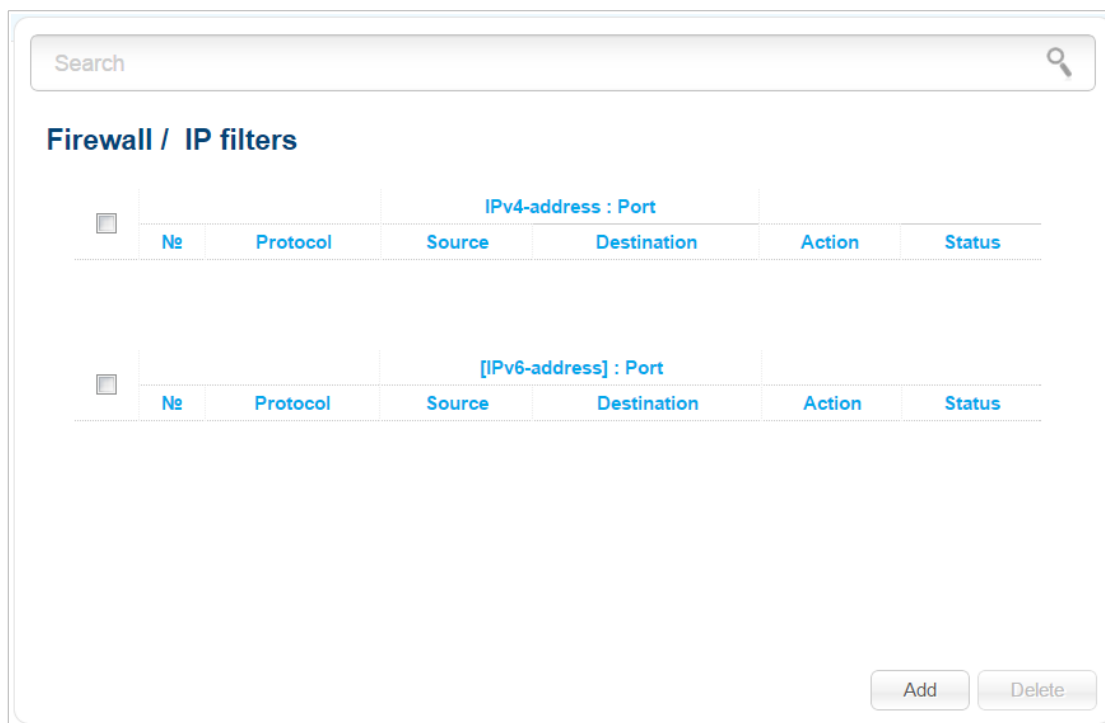 Search
Firewall /  IP filters
IPv4-address : Port
№ Protocol Source Destination Action Status
[IPv6-address] : Port
№ Protocol Source Destination Action Status
Add Delete